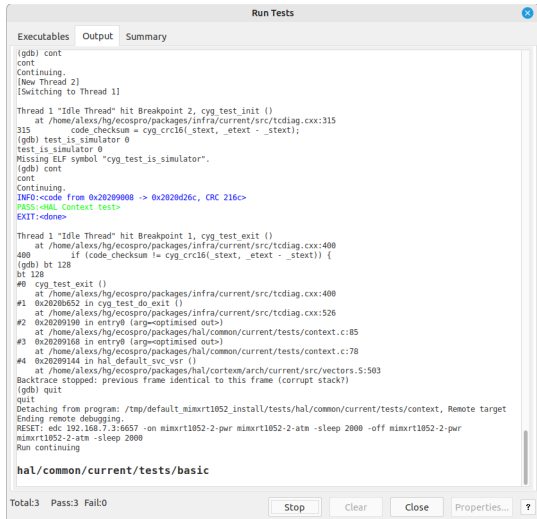 Run Tests
Executables Output Summary
(gdb) cont
cont
Continuing.
[New Thread 2]
[Switching to Thread 1]
Thread 1 "Idle Thread" hit Breakpoint 2, cyg_test_init ()
at /home/alexs/hg/ecospro/packages/infra/current/src/tcdiag.cxx:315
315 code_checksum = cyg_crc16(_stext, _etext - _stext);
(gdb) test_is_simulator 0
test_is_simulator 0
Missing ELF symbol "cyg_test_is_simulator".
(gdb) cont
cont
Continuing.
INFO:<code from 0x20209008 -> 0x2020d26c, CRC 216c>
PASS:<HAL Context test>
EXIT:<done>
Thread 1 "Idle Thread" hit Breakpoint 1, cyg_test_exit ()
at /home/alexs/hg/ecospro/packages/infra/current/src/tcdiag.cxx:400
400 if (code_checksum != cyg_crc16(_stext, _etext - _stext)) {
(gdb) bt 128
bt 128
#0 cyg_test_exit ()
at /home/alexs/hg/ecospro/packages/infra/current/src/tcdiag.cxx:400
#1 0x2020b652 in cyg_test_do_exit ()
at /home/alexs/hg/ecospro/packages/infra/current/src/tcdiag.cxx:526
#2 0x20209190 in entry0 (arg=<optimised out>)
at /home/alexs/hg/ecospro/packages/hal/common/current/tests/context.c:85
#3 0x20209168 in entry0 (arg=<optimised out>)
at /home/alexs/hg/ecospro/packages/hal/common/current/tests/context.c:78
#4 0x20209144 in hal_default_svc_vsr ()
at /home/alexs/hg/ecospro/packages/hal/cortexm/arch/current/src/vectors.S:503
Backtrace stopped: previous frame identical to this frame (corrupt stack?)
(gdb) quit
quit
Detaching from program: /tmp/default_mimxrt1052_install/tests/hal/common/current/tests/context, Remote target
Ending remote debugging.
RESET: edc 192.168.7.3:6657 -on mimxrt1052-2-pwr mimxrt1052-2-atm -sleep 2000 -off mimxrt1052-2-pwr
mimxrt1052-2-atm -sleep 2000
Run continuing
hal/common/current/tests/basic
Total:3 Pass:3 Fail:0
Stop Clear Close Properties... ?